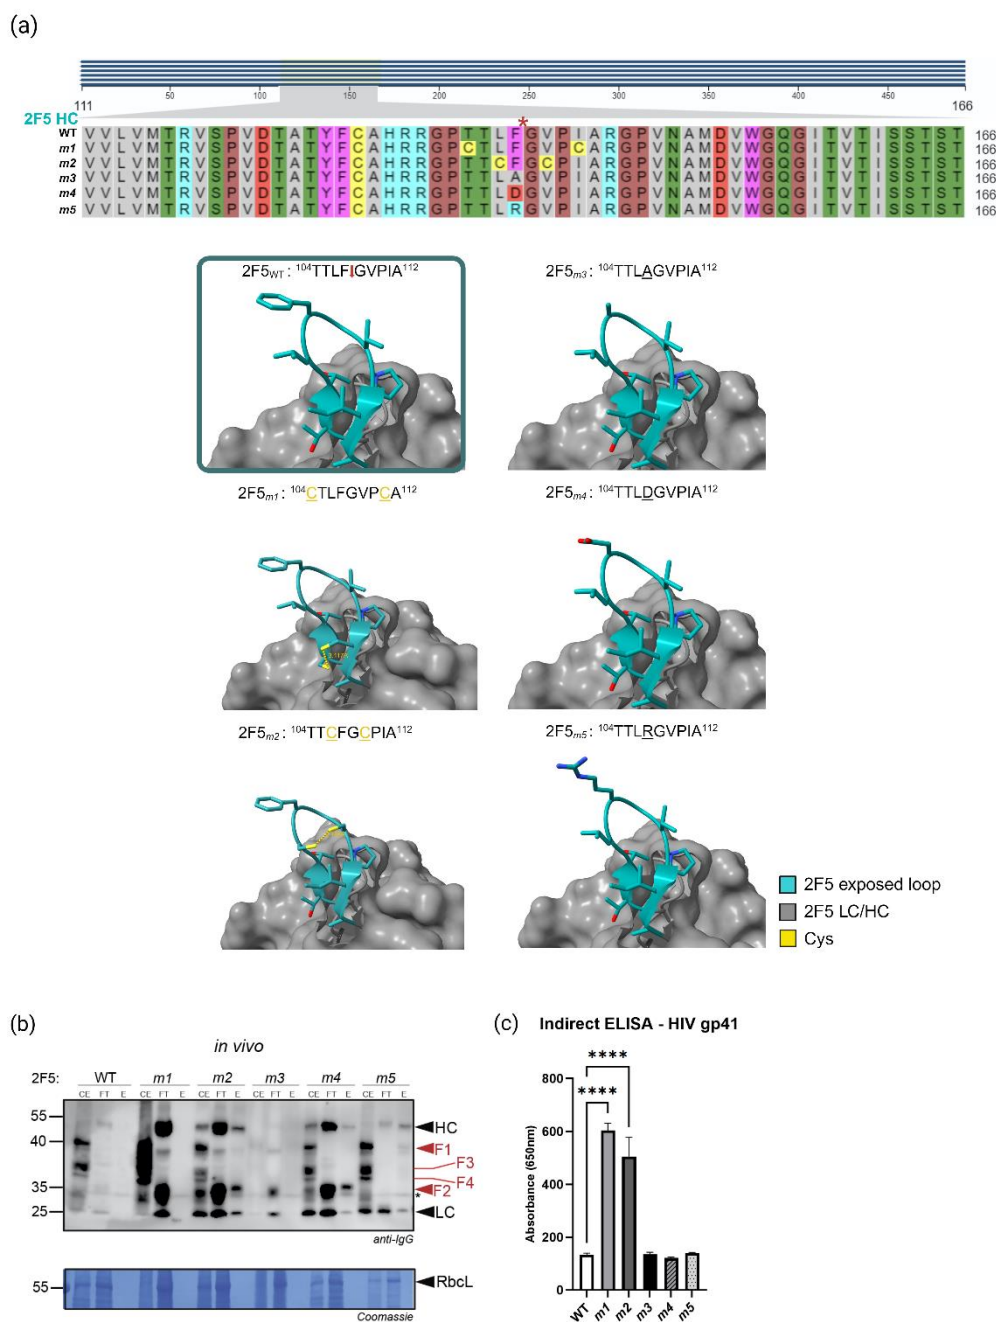 (a)
50 100 150 200 250 300 350 400 450
111 166
2F5 HC *
WT VVLVMTRVSPVDTATYFCAHRRGPTTLFGVPIARGPVNAMDVWGQGITVTISSTST 166
m1 VVLVMTRVSPVDTATYFCAHRRGPCTLFGVPCARGPVNAMDVWGQGITVTISSTST 166
m2 VVLVMTRVSPVDTATYFCAHRRGPTTCFGCPIARGPVNAMDVWGQGITVTISSTST 166
m3 VVLVMTRVSPVDTATYFCAHRRGPTTLAGVPIARGPVNAMDVWGQGITVTISSTST 166
m4 VVLVMTRVSPVDTATYFCAHRRGPTTLDGVPIARGPVNAMDVWGQGITVTISSTST 166
m5 VVLVMTRVSPVDTATYFCAHRRGPTTLRGVPIARGPVNAMDVWGQGITVTISSTST 166
2F5WT: 104TTLF↓GVPIA112
2F5m3: 104TTLAGVPIA112
2F5m1: 104CTLFGVPCA112
2F5m4: 104TTLDGVPIA112
2F5m2: 104TTCFGCPIA112
2F5m5: 104TTLRGVPIA112
2F5 exposed loop
2F5 LC/HC
Cys
(b)
in vivo
2F5: WT m1 m2 m3 m4 m5
CE FT E CE FT E CE FT E CE FT E CE FT E CE FT E
55
40
35
25
HC
F1
F3
F4
F2
*
LC
anti-IgG
55
RbcL
Coomassie
(c) Indirect ELISA - HIV gp41
****
****
Absorbance (650nm)
800
600
400
200
0
WT m1 m2 m3 m4 m5